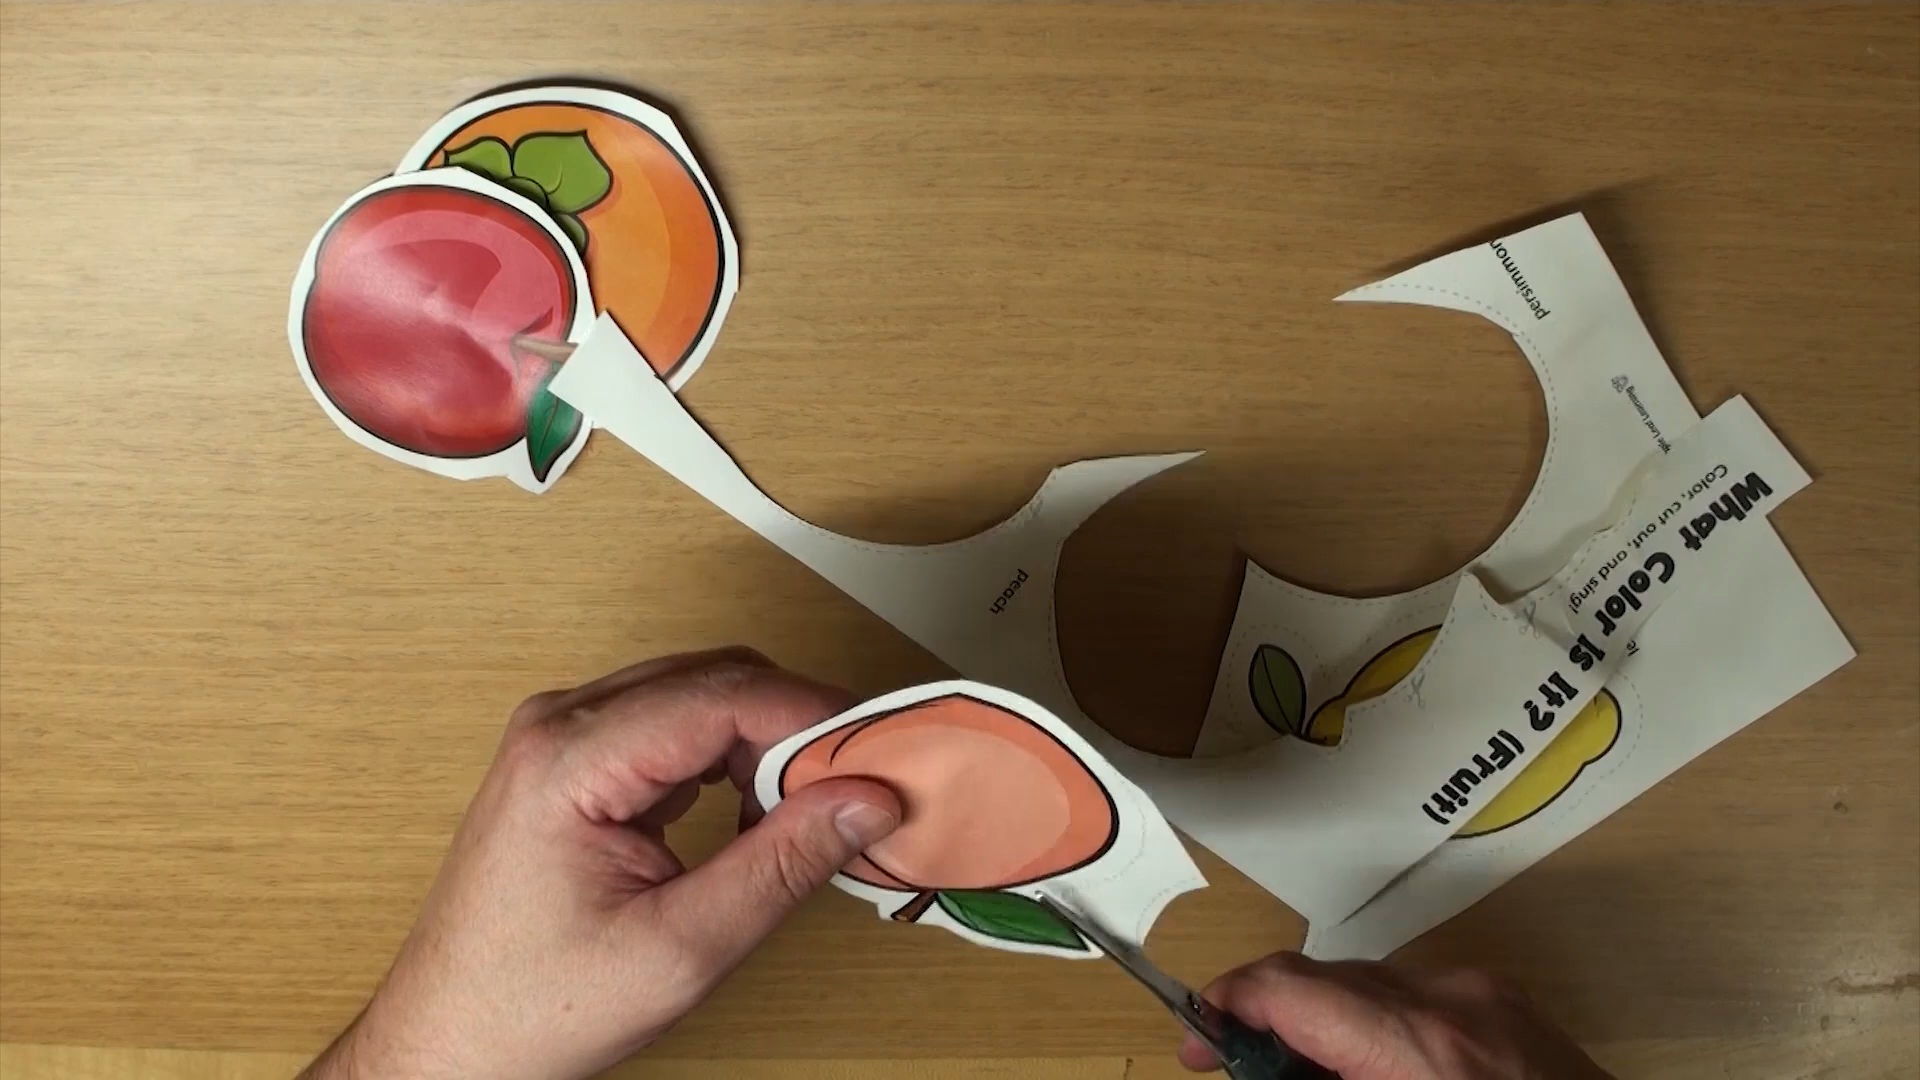 What Color Is It? (Fruit)
Color, cut out, and sing!
persimmon
peach